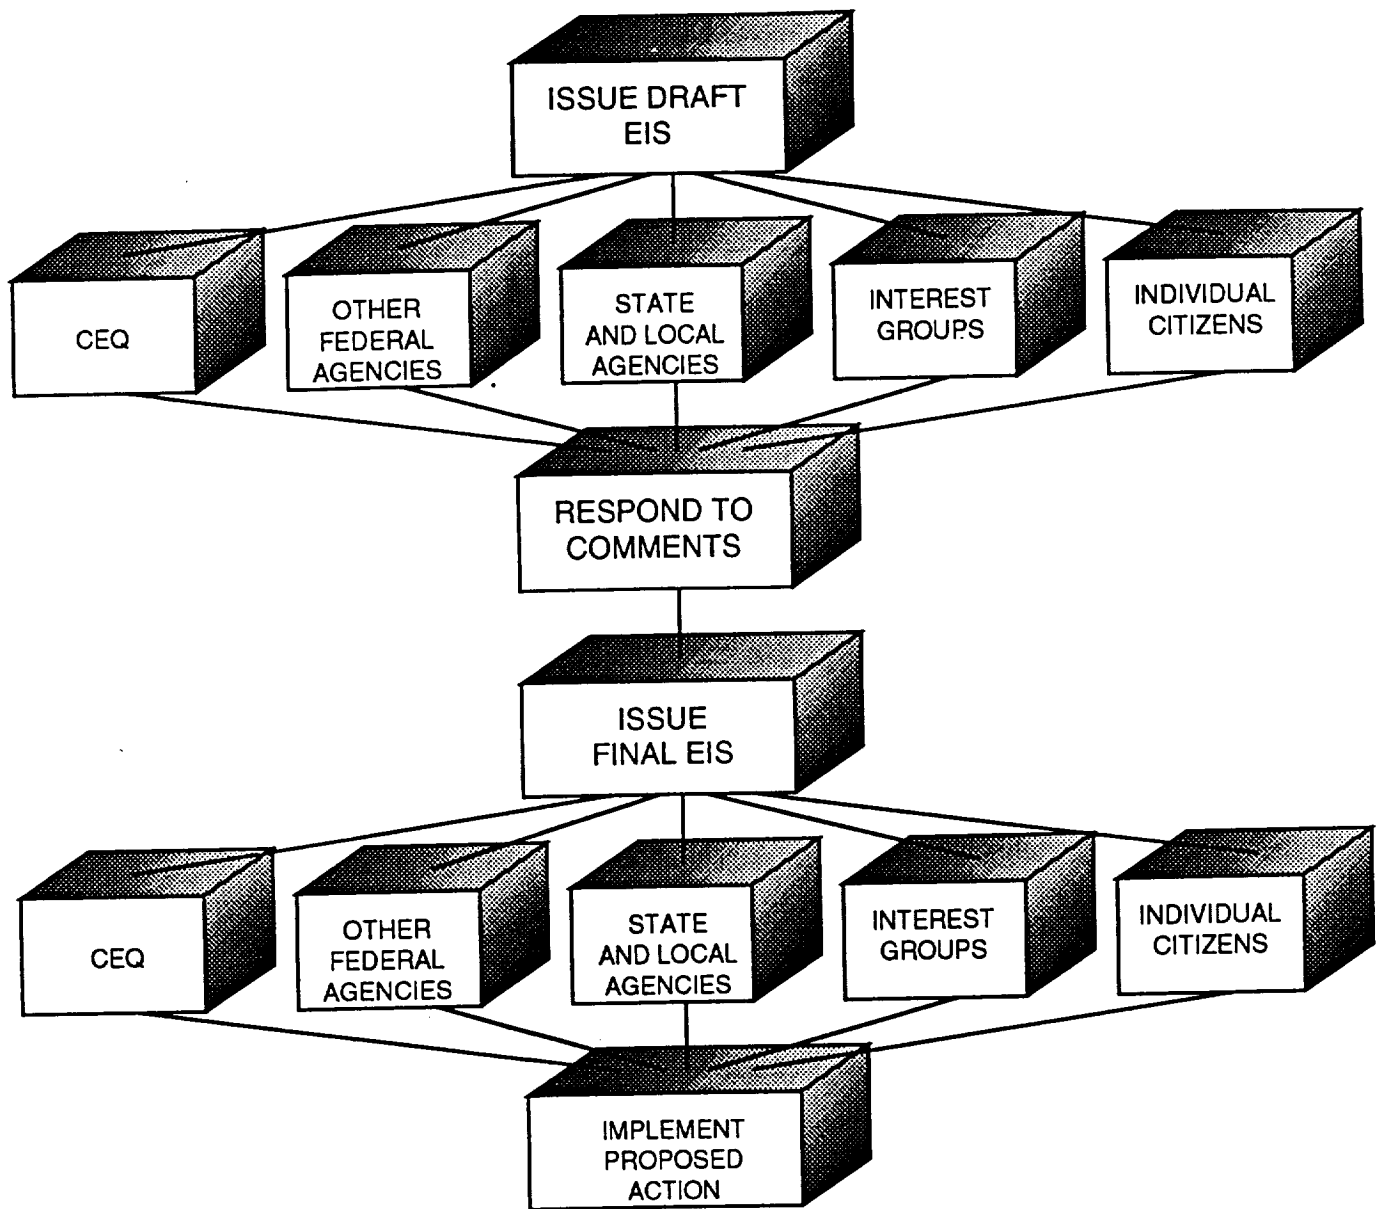 ISSUE DRAFT
EIS
CEQ
OTHER
FEDERAL
AGENCIES
STATE
AND LOCAL
AGENCIES
INTEREST
GROUPS
INDIVIDUAL
CITIZENS
RESPOND TO
COMMENTS
ISSUE
FINAL EIS
CEQ
OTHER
FEDERAL
AGENCIES
STATE
AND LOCAL
AGENCIES
INTEREST
GROUPS
INDIVIDUAL
CITIZENS
IMPLEMENT
PROPOSED
ACTION